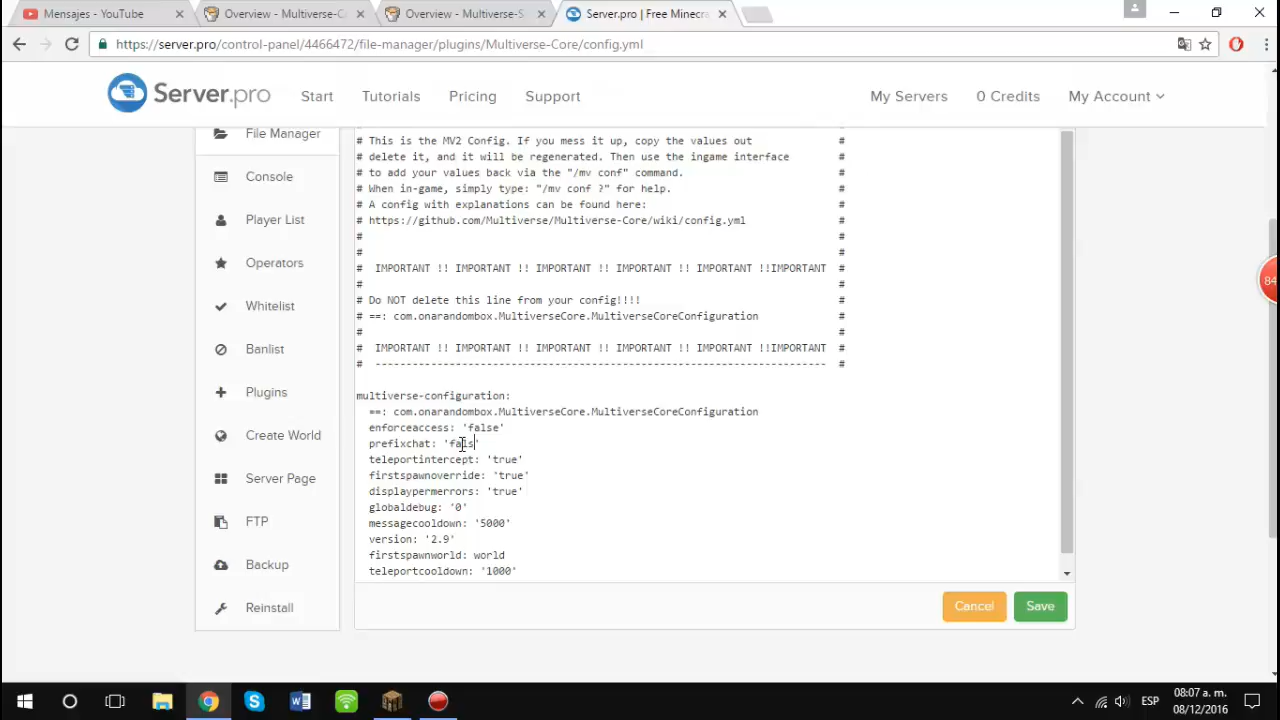 Mensajes - YouTube
Overview - Multiverse-C
Overview - Multiverse-S
Server.pro | Free Minecr
https://server.pro/control-panel/4466472/file-manager/plugins/Multiverse-Core/config.yml
Server.pro
Start
Tutorials
Pricing
Support
My Servers
0 Credits
My Account
File Manager
Console
Player List
Operators
Whitelist
Banlist
Plugins
Create World
Server Page
FTP
Backup
Reinstall
# This is the MV2 Config. If you mess it up, copy the values out #
# delete it, and it will be regenerated. Then use the ingame interface #
# to add your values back via the "/mv conf" command. #
# When in-game, simply type: "/mv conf ?" for help. #
# A config with explanations can be found here: #
# https://github.com/Multiverse/Multiverse-Core/wiki/config.yml #
# #
# #
# IMPORTANT !! IMPORTANT !! IMPORTANT !! IMPORTANT !! IMPORTANT !!IMPORTANT #
# #
# Do NOT delete this line from your config!!!! #
# ==: com.onarandombox.MultiverseCore.MultiverseCoreConfiguration #
# #
# IMPORTANT !! IMPORTANT !! IMPORTANT !! IMPORTANT !! IMPORTANT !!IMPORTANT #
# ------------------------------------------------------------------------- #
multiverse-configuration:
==: com.onarandombox.MultiverseCore.MultiverseCoreConfiguration
enforceaccess: 'false'
prefixchat: 'fals'
teleportintercept: 'true'
firstspawnoverride: 'true'
displaypermerrors: 'true'
globaldebug: '0'
messagecooldown: '5000'
version: '2.9'
firstspawnworld: world
teleportcooldown: '1000'
Cancel
Save
84
ESP
08:07 a. m.
08/12/2016